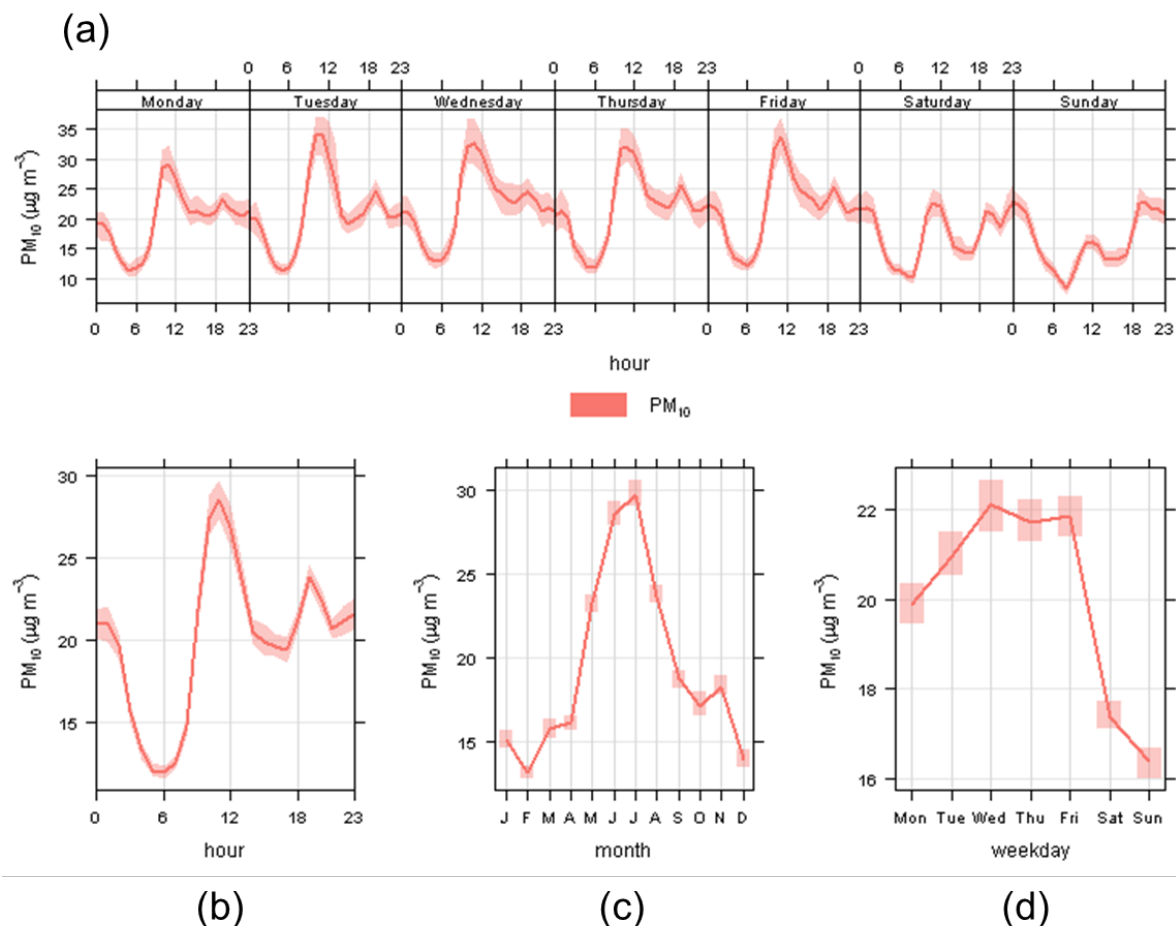 (a)
0 6 12 18 23 0 6 12 18 23 0 6 12 18 23
Monday Tuesday Wednesday Thursday Friday Saturday Sunday
35
30
25
20
15
10
PM₁₀ (μg m⁻³)
0 6 12 18 23 0 6 12 18 23 0 6 12 18 23 0 6 12 18 23
hour
PM₁₀
30
25
20
15
PM₁₀ (μg m⁻³)
0 6 12 23
hour
30
25
20
15
PM₁₀ (μg m⁻³)
J F M A M J J A S O N D
month
22
20
18
16
PM₁₀ (μg m⁻³)
Mon Tue Wed Thu Fri Sat Sun
weekday
(b) (c) (d)